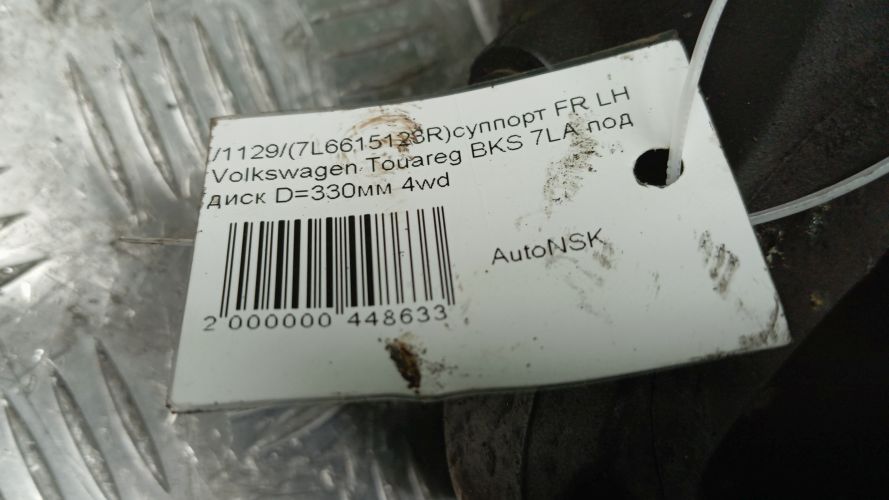 /1129/(7L6615123R)суппорт FR LH
Volkswagen Touareg BKS 7LA под
диск D=330мм 4wd
AutoNSK
2 000000 448633